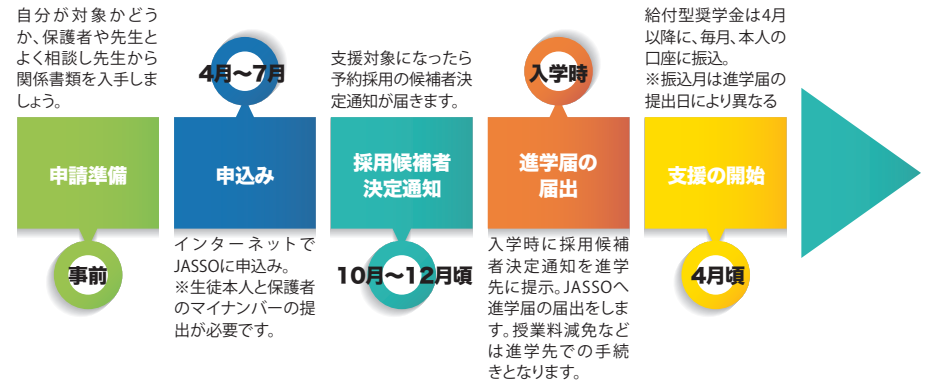 自分が対象かどう
か、保護者や先生と
よく相談し先生から
関係書類を入手しま
しょう。
申請準備
事前
4月～7月
申込み
インターネットで
JASSOに申込み。
※生徒本人と保護者
のマイナンバーの提
出が必要です。
支援対象になったら
予約採用の候補者決
定通知が届きます。
採用候補者
決定通知
10月～12月頃
入学時
進学届の
届出
入学時に採用候補
者決定通知を進学
先に提示。JASSOへ
進学届の届出をしま
す。授業料減免など
は進学先での手続
きとなります。
給付型奨学金は4月
以降に、毎月、本人の
口座に振込。
※振込月は進学届の
提出日により異なる
支援の開始
4月頃